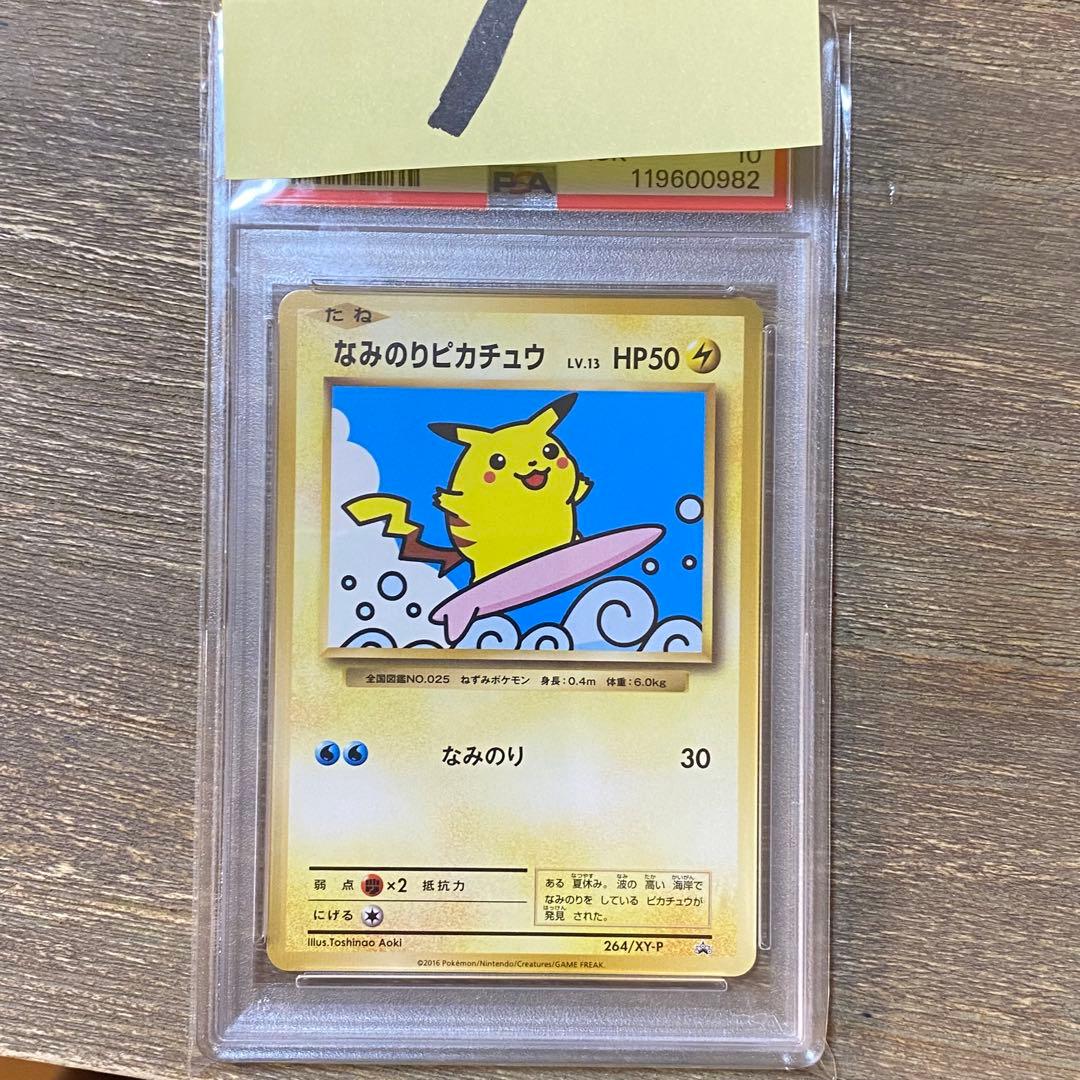 10
PSA 119600982
たね
なみのりピカチュウ LV.13 HP50
全国図鑑NO.025 ねずみポケモン 身長:0.4m 体重:6.0kg
なみのり 30
弱点 ×2 抵抗力
にげる
ある 夏休み。波の 高い 海岸で
なみのりを している ピカチュウが
発見 された。
Illus.Toshinao Aoki
264/XY-P
©2016 Pokémon/Nintendo/Creatures/GAME FREAK.